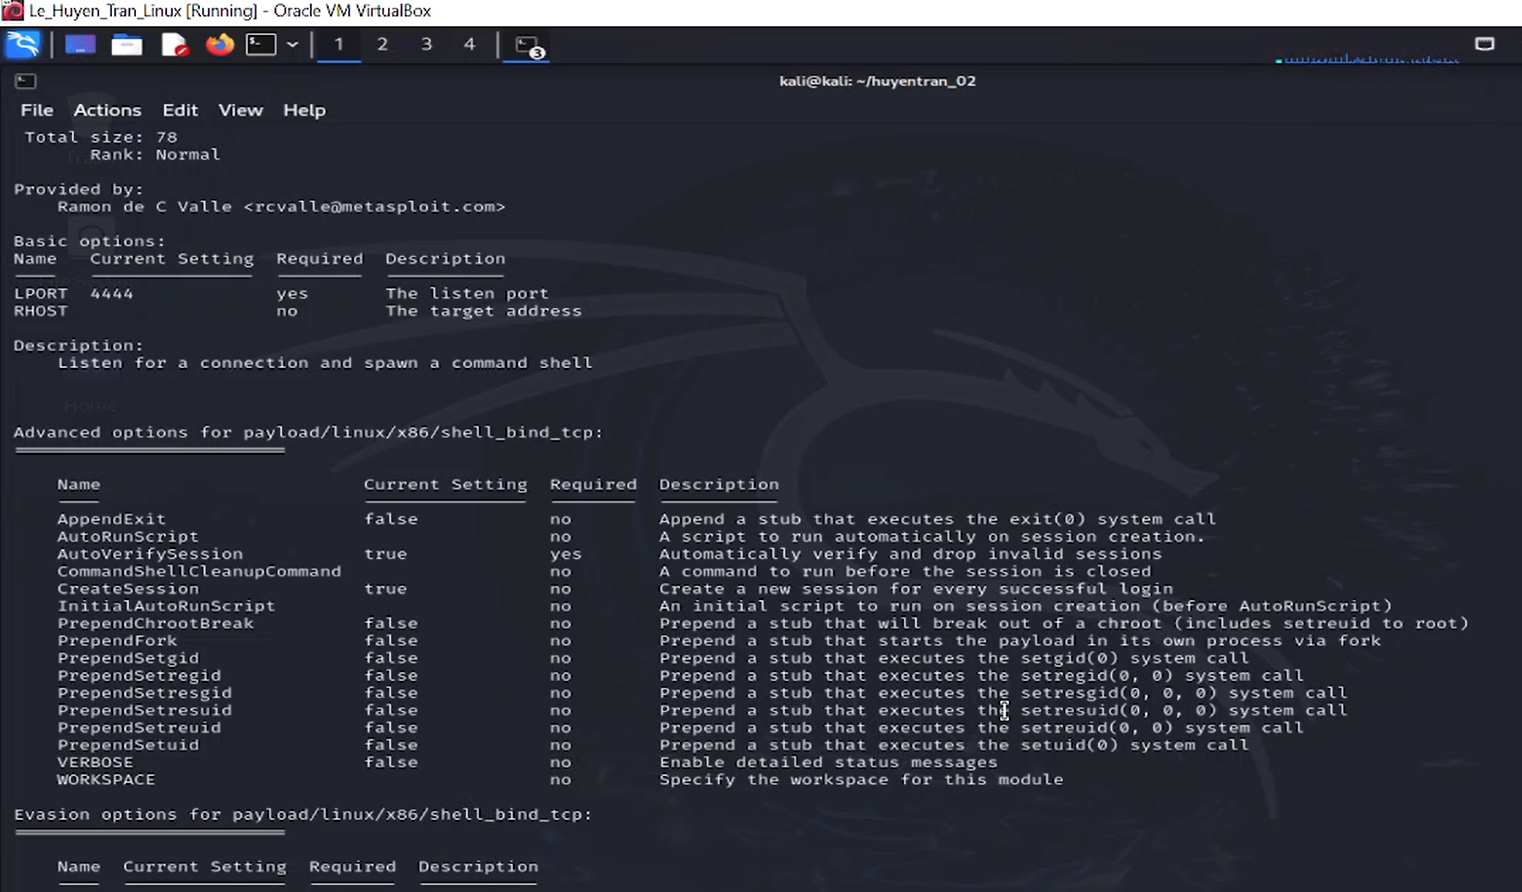 Le_Huyen_Tran_Linux [Running] - Oracle VM VirtualBox
1 2 3 4 3
kali@kali: ~/huyentran_02
File Actions Edit View Help
Total size: 78
Rank: Normal
Provided by:
Ramon de C Valle <rcvalle@metasploit.com>
Basic options:
Name Current Setting Required Description
LPORT 4444 yes The listen port
RHOST no The target address
Description:
Listen for a connection and spawn a command shell
Home
Advanced options for payload/linux/x86/shell_bind_tcp:
Name Current Setting Required Description
AppendExit false no Append a stub that executes the exit(0) system call
AutoRunScript no A script to run automatically on session creation.
AutoVerifySession true yes Automatically verify and drop invalid sessions
CommandShellCleanupCommand no A command to run before the session is closed
CreateSession true no Create a new session for every successful login
InitialAutoRunScript no An initial script to run on session creation (before AutoRunScript)
PrependChrootBreak false no Prepend a stub that will break out of a chroot (includes setreuid to root)
PrependFork false no Prepend a stub that starts the payload in its own process via fork
PrependSetgid false no Prepend a stub that executes the setgid(0) system call
PrependSetregid false no Prepend a stub that executes the setregid(0, 0) system call
PrependSetresgid false no Prepend a stub that executes the setresgid(0, 0, 0) system call
PrependSetresuid false no Prepend a stub that executes the setresuid(0, 0, 0) system call
PrependSetreuid false no Prepend a stub that executes the setreuid(0, 0) system call
PrependSetuid false no Prepend a stub that executes the setuid(0) system call
VERBOSE false no Enable detailed status messages
WORKSPACE no Specify the workspace for this module
Evasion options for payload/linux/x86/shell_bind_tcp:
Name Current Setting Required Description